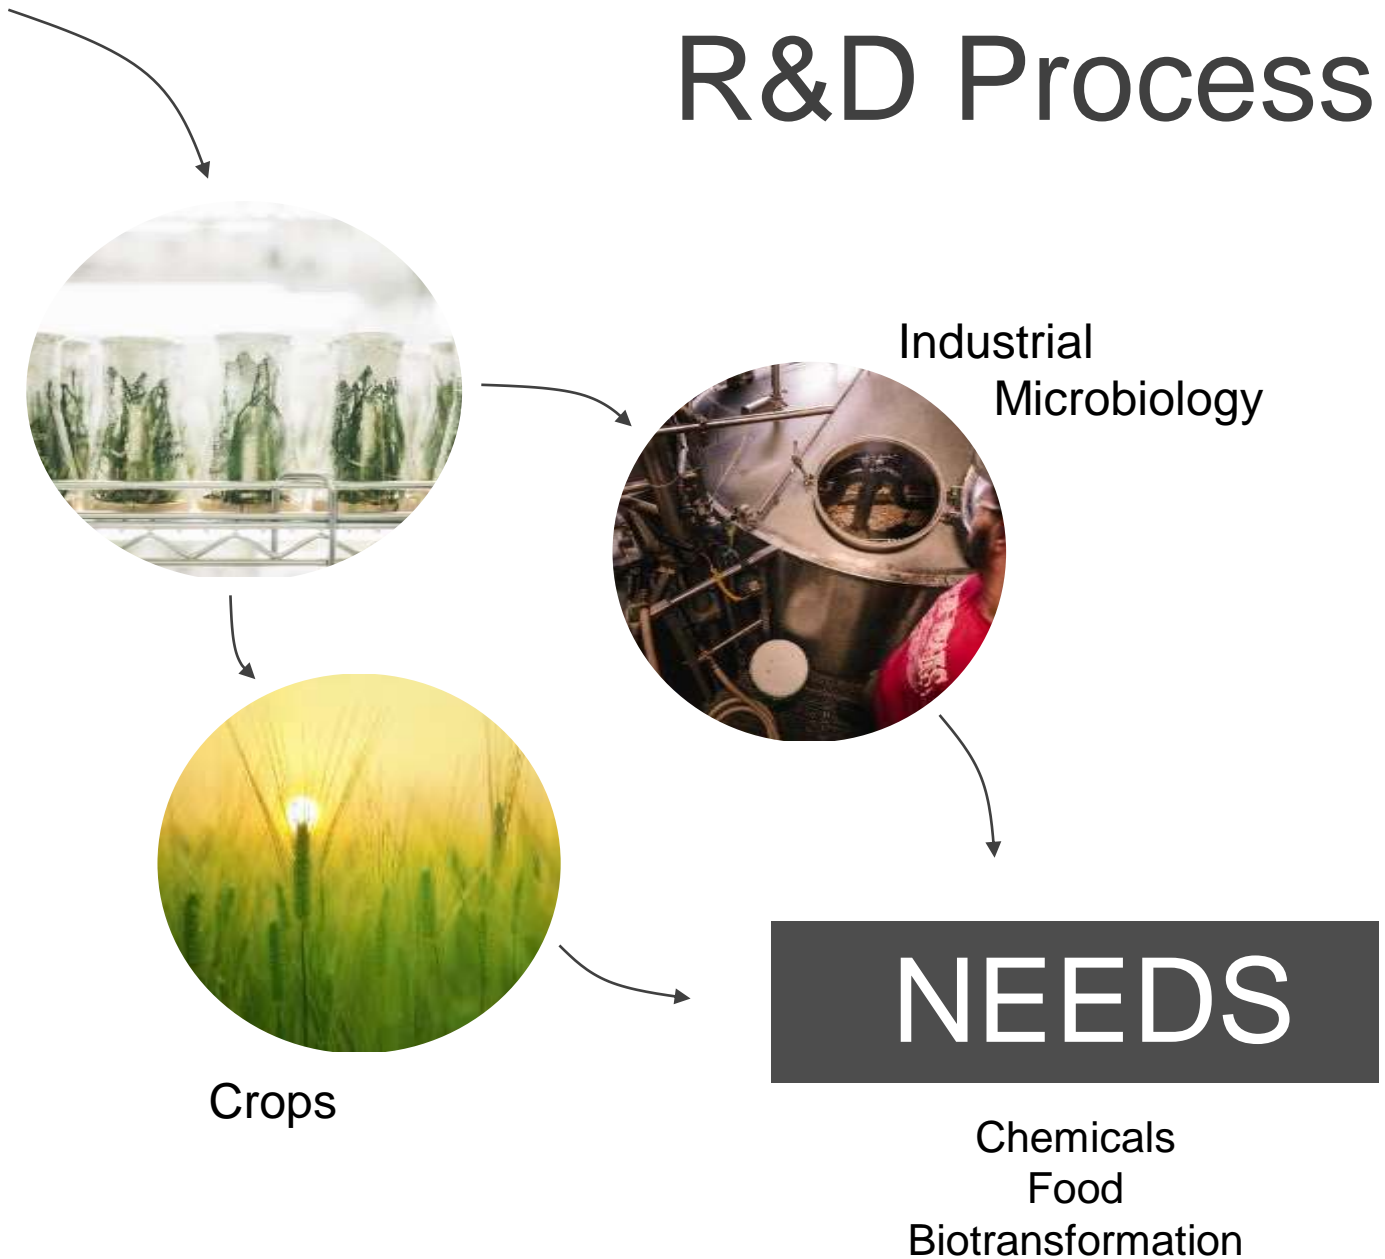 R&D Process
Industrial
Microbiology
NEEDS
Crops
Chemicals
Food
Biotransformation